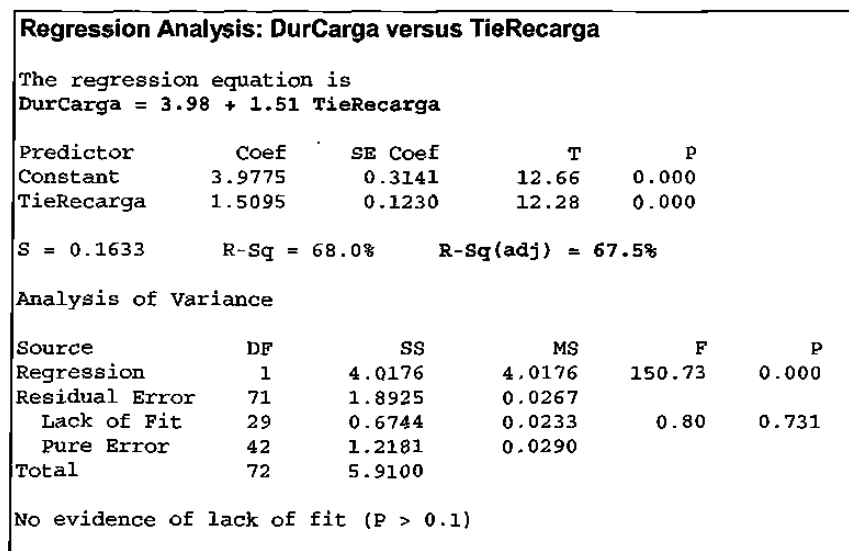 Regression Analysis: DurCarga versus TieRecarga
The regression equation is
DurCarga = 3.98 + 1.51 TieRecarga
Predictor Coef SE Coef T P
Constant 3.9775 0.3141 12.66 0.000
TieRecarga 1.5095 0.1230 12.28 0.000
S = 0.1633 R-Sq = 68.0% R-Sq(adj) = 67.5%
Analysis of Variance
Source DF SS MS F P
Regression 1 4.0176 4.0176 150.73 0.000
Residual Error 71 1.8925 0.0267
Lack of Fit 29 0.6744 0.0233 0.80 0.731
Pure Error 42 1.2181 0.0290
Total 72 5.9100
No evidence of lack of fit (P > 0.1)